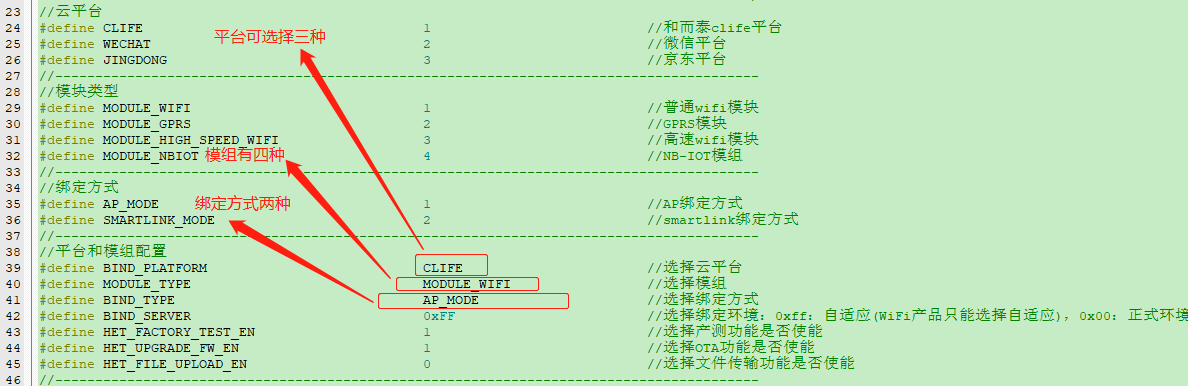 23 //云平台
24 #define CLIFE 1 //和而泰clife平台
平台可选择三种
25 #define WECHAT 2 //微信平台
26 #define JINGDONG 3 //京东平台
27 //----------------------------------------------------------------------------------------
28 //模块类型
29 #define MODULE_WIFI 1 //普通wifi模块
30 #define MODULE_GPRS 2 //GPRS模块
31 #define MODULE_HIGH_SPEED_WIFI 3 //高速wifi模块
32 #define MODULE_NBIOT 模组有四种 4 //NB-IOT模组
33 //----------------------------------------------------------------------------------------
34 //绑定方式
35 #define AP_MODE 绑定方式两种 1 //AP绑定方式
36 #define SMARTLINK_MODE 2 //smartlink绑定方式
37 //----------------------------------------------------------------------------------------
38 //平台和模组配置
39 #define BIND_PLATFORM CLIFE //选择云平台
40 #define MODULE_TYPE MODULE_WIFI //选择模组
41 #define BIND_TYPE AP_MODE //选择绑定方式
42 #define BIND_SERVER 0xFF //选择绑定环境：0xff：自适应(WiFi产品只能选择自适应)，0x00：正式环境
43 #define HET_FACTORY_TEST_EN 1 //选择产测功能是否使能
44 #define HET_UPGRADE_FW_EN 1 //选择OTA功能是否使能
45 #define HET_FILE_UPLOAD_EN 0 //选择文件传输功能是否使能
46 //----------------------------------------------------------------------------------------